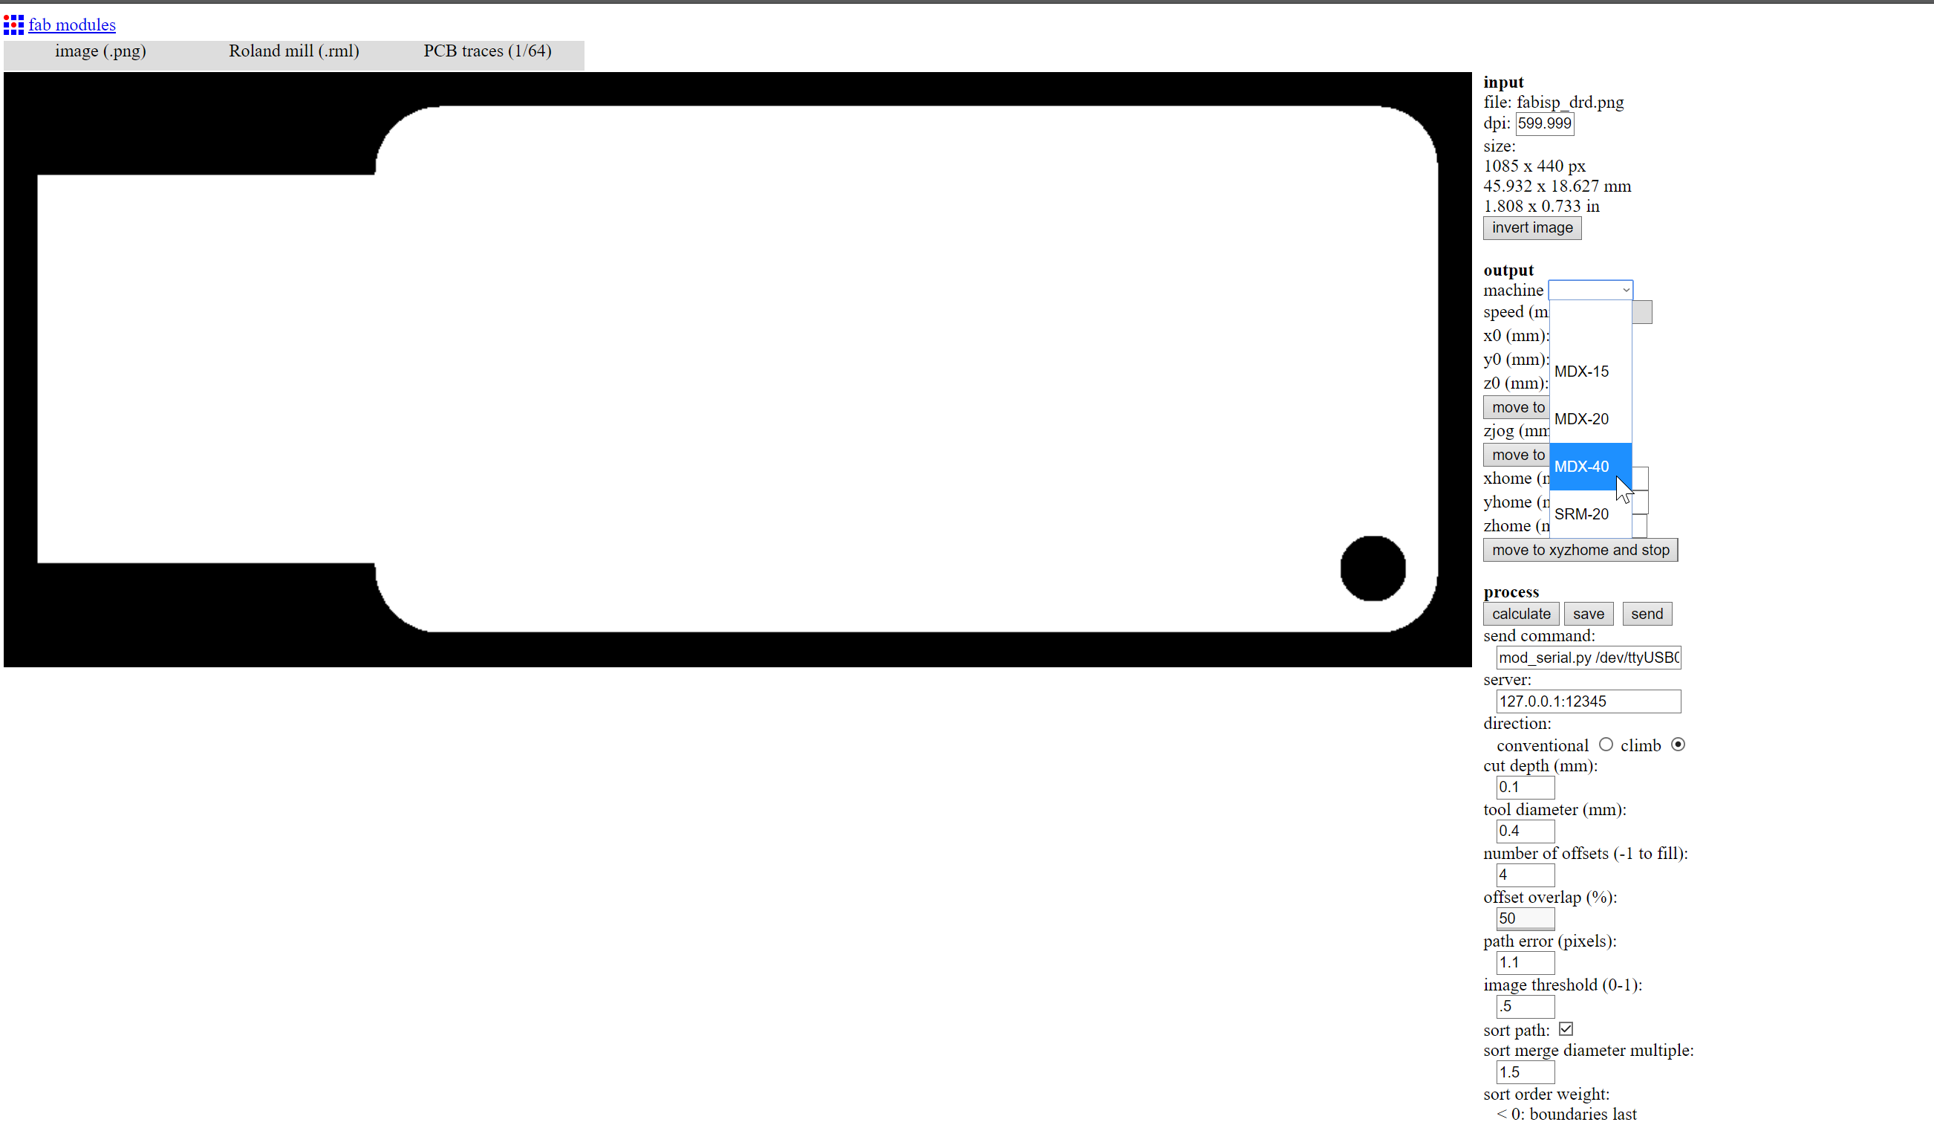 fab modules
image (.png) Roland mill (.rml) PCB traces (1/64)
input
file: fabisp_drd.png
dpi: 599.999
size:
1085 x 440 px
45.932 x 18.627 mm
1.808 x 0.733 in
invert image
output
machine
speed (m
x0 (mm):
MDX-15
y0 (mm):
z0 (mm):
move to
MDX-20
zjog (mm
move to
MDX-40
xhome (n
yhome (n
SRM-20
zhome (n
move to xyzhome and stop
process
calculate save send
send command:
mod_serial.py /dev/ttyUSB0
server:
127.0.0.1:12345
direction:
conventional climb
cut depth (mm):
0.1
tool diameter (mm):
0.4
number of offsets (-1 to fill):
4
offset overlap (%):
50
path error (pixels):
1.1
image threshold (0-1):
.5
sort path:
sort merge diameter multiple:
1.5
sort order weight:
< 0: boundaries last